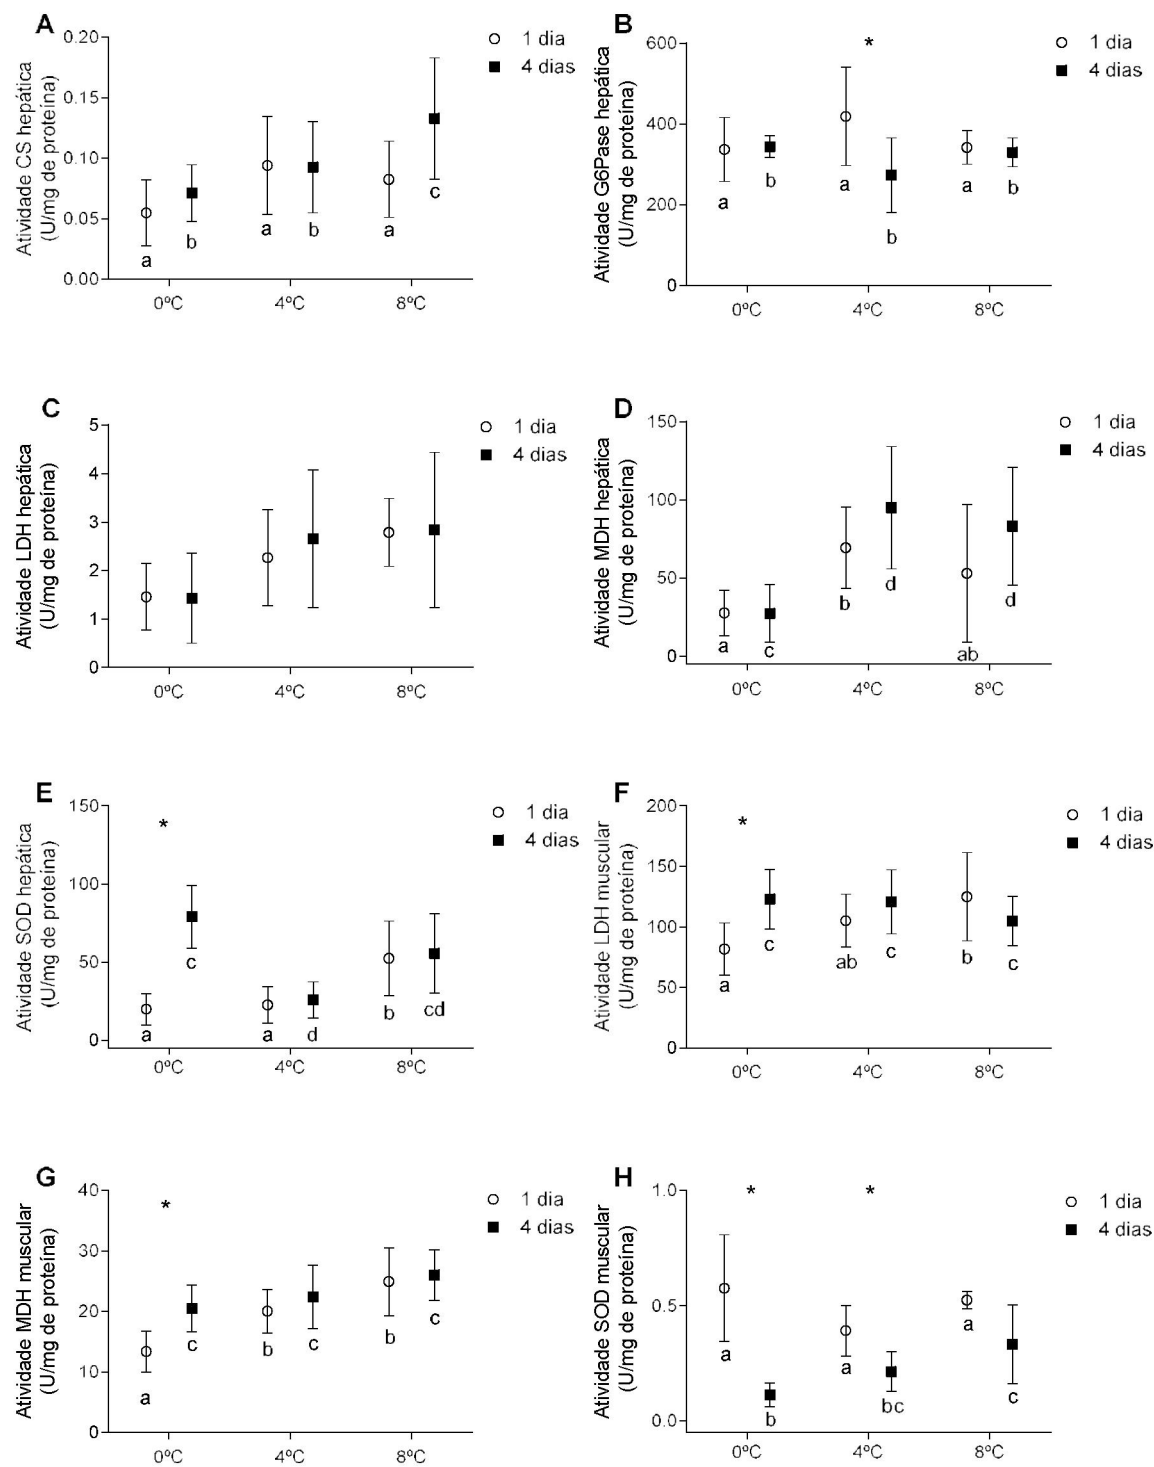 A
Atividade CS hepática
(U/mg de proteína)
0.20
0.15
0.10
0.05
0.00
1 dia
4 dias
a
b
a
b
a
c
0ºC
4ºC
8ºC
B
Atividade G6Pase hepática
(U/mg de proteína)
600
400
200
0
*
1 dia
4 dias
a
b
a
b
a
b
0ºC
4ºC
8ºC
C
Atividade LDH hepática
(U/mg de proteína)
5
4
3
2
1
0
1 dia
4 dias
0ºC
4ºC
8ºC
D
Atividade MDH hepática
(U/mg de proteína)
150
100
50
0
1 dia
4 dias
a
c
b
d
ab
d
0ºC
4ºC
8ºC
E
Atividade SOD hepática
(U/mg de proteína)
150
100
50
0
*
1 dia
4 dias
a
c
a
d
b
cd
0ºC
4ºC
8ºC
F
Atividade LDH muscular
(U/mg de proteína)
200
150
100
50
0
*
1 dia
4 dias
a
c
ab
c
b
c
0ºC
4ºC
8ºC
G
Atividade MDH muscular
(U/mg de proteína)
40
30
20
10
0
*
1 dia
4 dias
a
c
b
c
b
c
0ºC
4ºC
8ºC
H
Atividade SOD muscular
(U/mg de proteína)
1.0
0.5
0.0
*
*
1 dia
4 dias
a
b
a
bc
a
c
0ºC
4ºC
8ºC